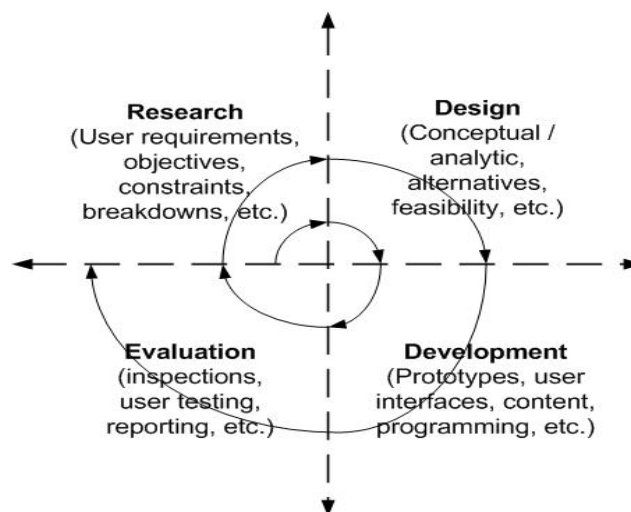 Research
(User requirements,
objectives,
constraints,
breakdowns, etc.)
Design
(Conceptual /
analytic,
alternatives,
feasibility, etc.)
Evaluation
(inspections,
user testing,
reporting, etc.)
Development
(Prototypes, user
interfaces, content,
programming, etc.)